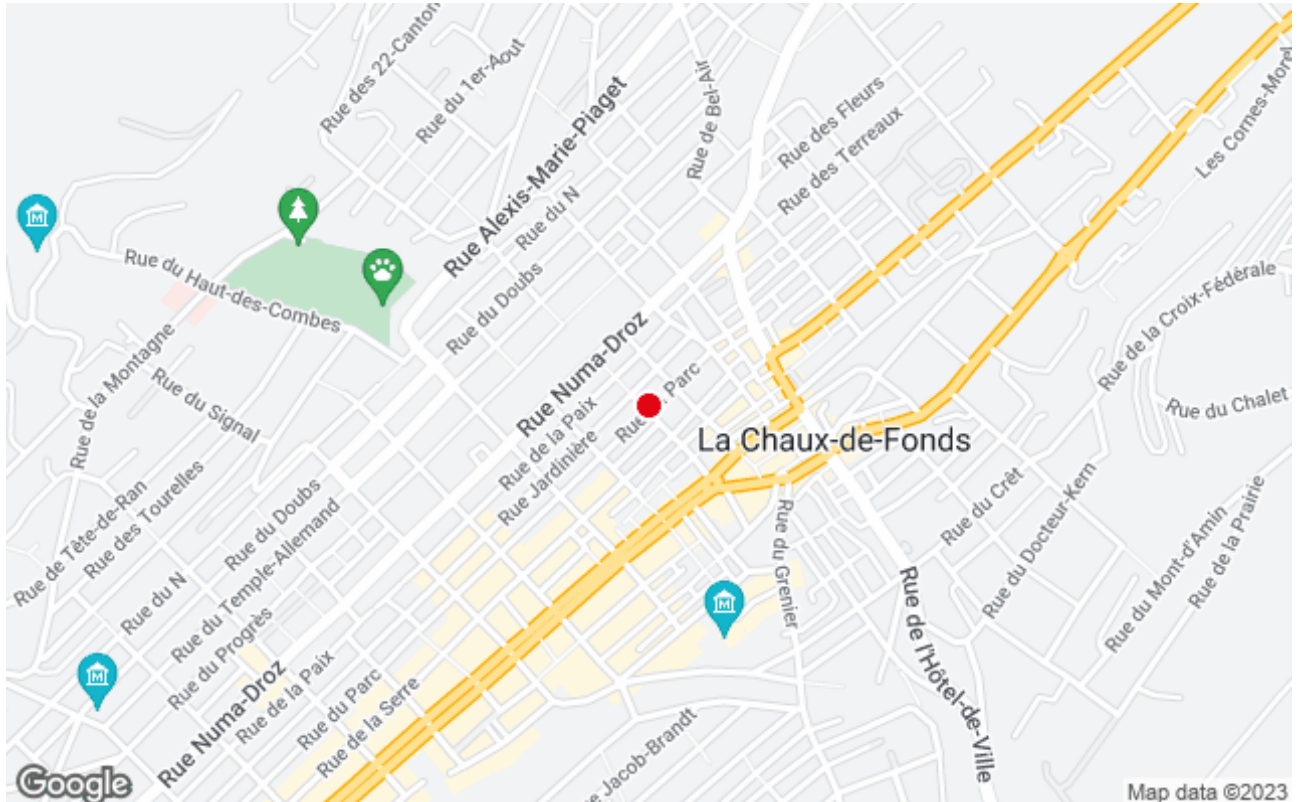 Rue des 22-Canton
Rue du 1er-Aout
Rue Alexis-Marie-Piaget
Rue de Bel-Air
Rue des Fleurs
Rue des Terreaux
Les Cornes-Morel
Rue du N
Rue du Haut-des-Combes
Rue du Doubs
Rue de la Croix-Fédérale
Rue de la Montagne
Rue Numa-Droz
Rue du Signal
Rue de la Paix
Rue
Parc
Rue Jardinière
La Chaux-de-Fonds
Rue du Chalet
Rue de Tête-de-Ran
Rue des Tourelles
Rue du Doubs
Rue du Temple-Allemand
Rue du N
Rue du Progrès
Rue du Grenier
Rue du Crêt
Rue du Docteur-Kern
Rue du Mont-d'Amin
Rue de la Prairie
Rue de l'Hôtel-de-Ville
Rue Numa-Droz
Rue de la Paix
Rue du Parc
Rue de la Serre
Jacob-Brandt
Google
Map data ©2023